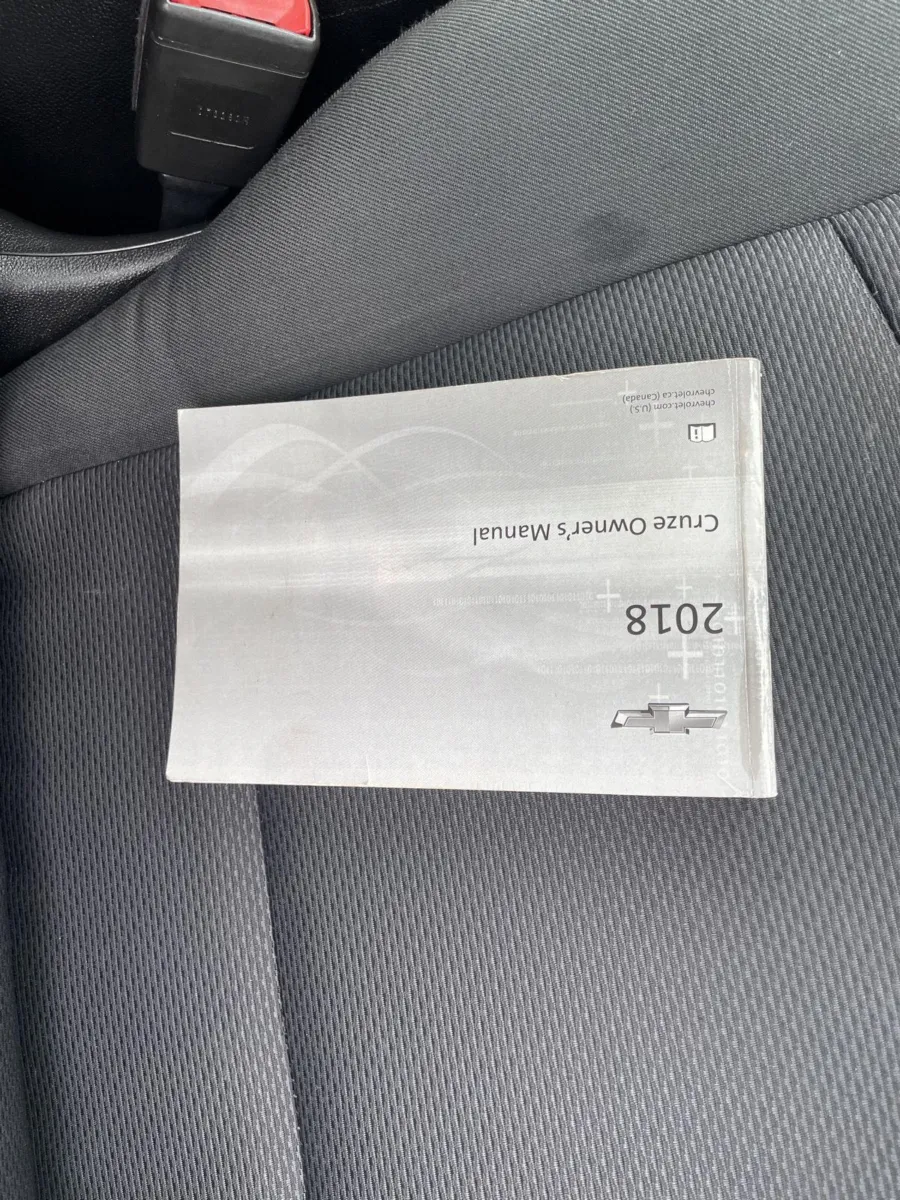 2018
Cruze Owner's Manual
chevrolet.com (U.S.)
chevrolet.ca (Canada)